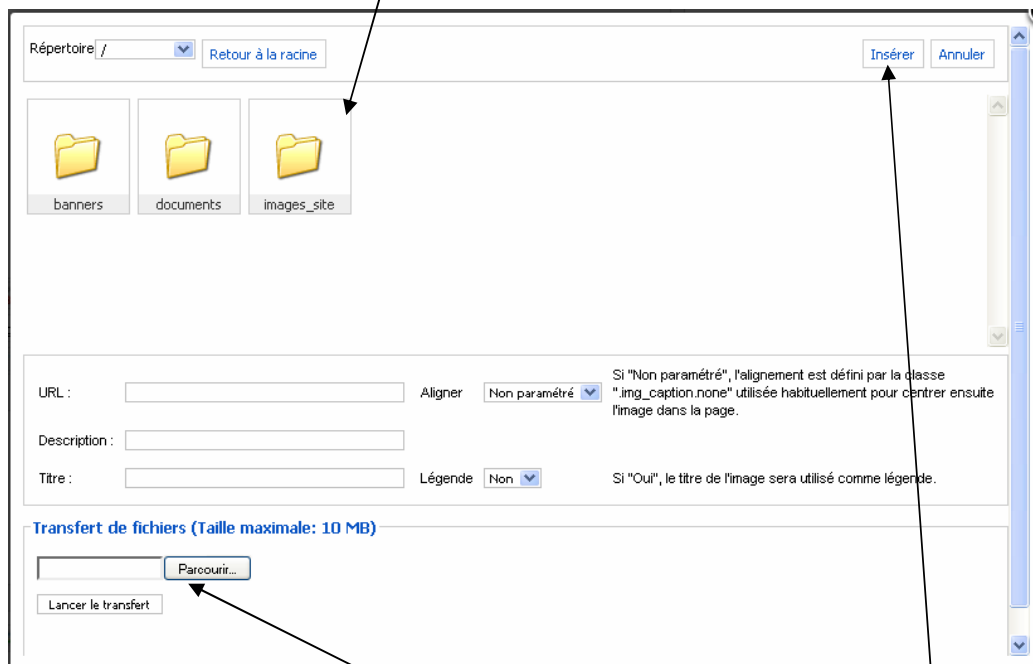 Répertoire / Retour à la racine Insérer Annuler
banners documents images_site
URL : Aligner Non paramétré Si "Non paramétré", l'alignement est défini par la classe
".img_caption.none" utilisée habituellement pour centrer ensuite
l'image dans la page.
Description :
Titre : Légende Non Si "Oui", le titre de l'image sera utilisé comme légende.
Transfert de fichiers (Taille maximale: 10 MB)
Parcourir...
Lancer le transfert